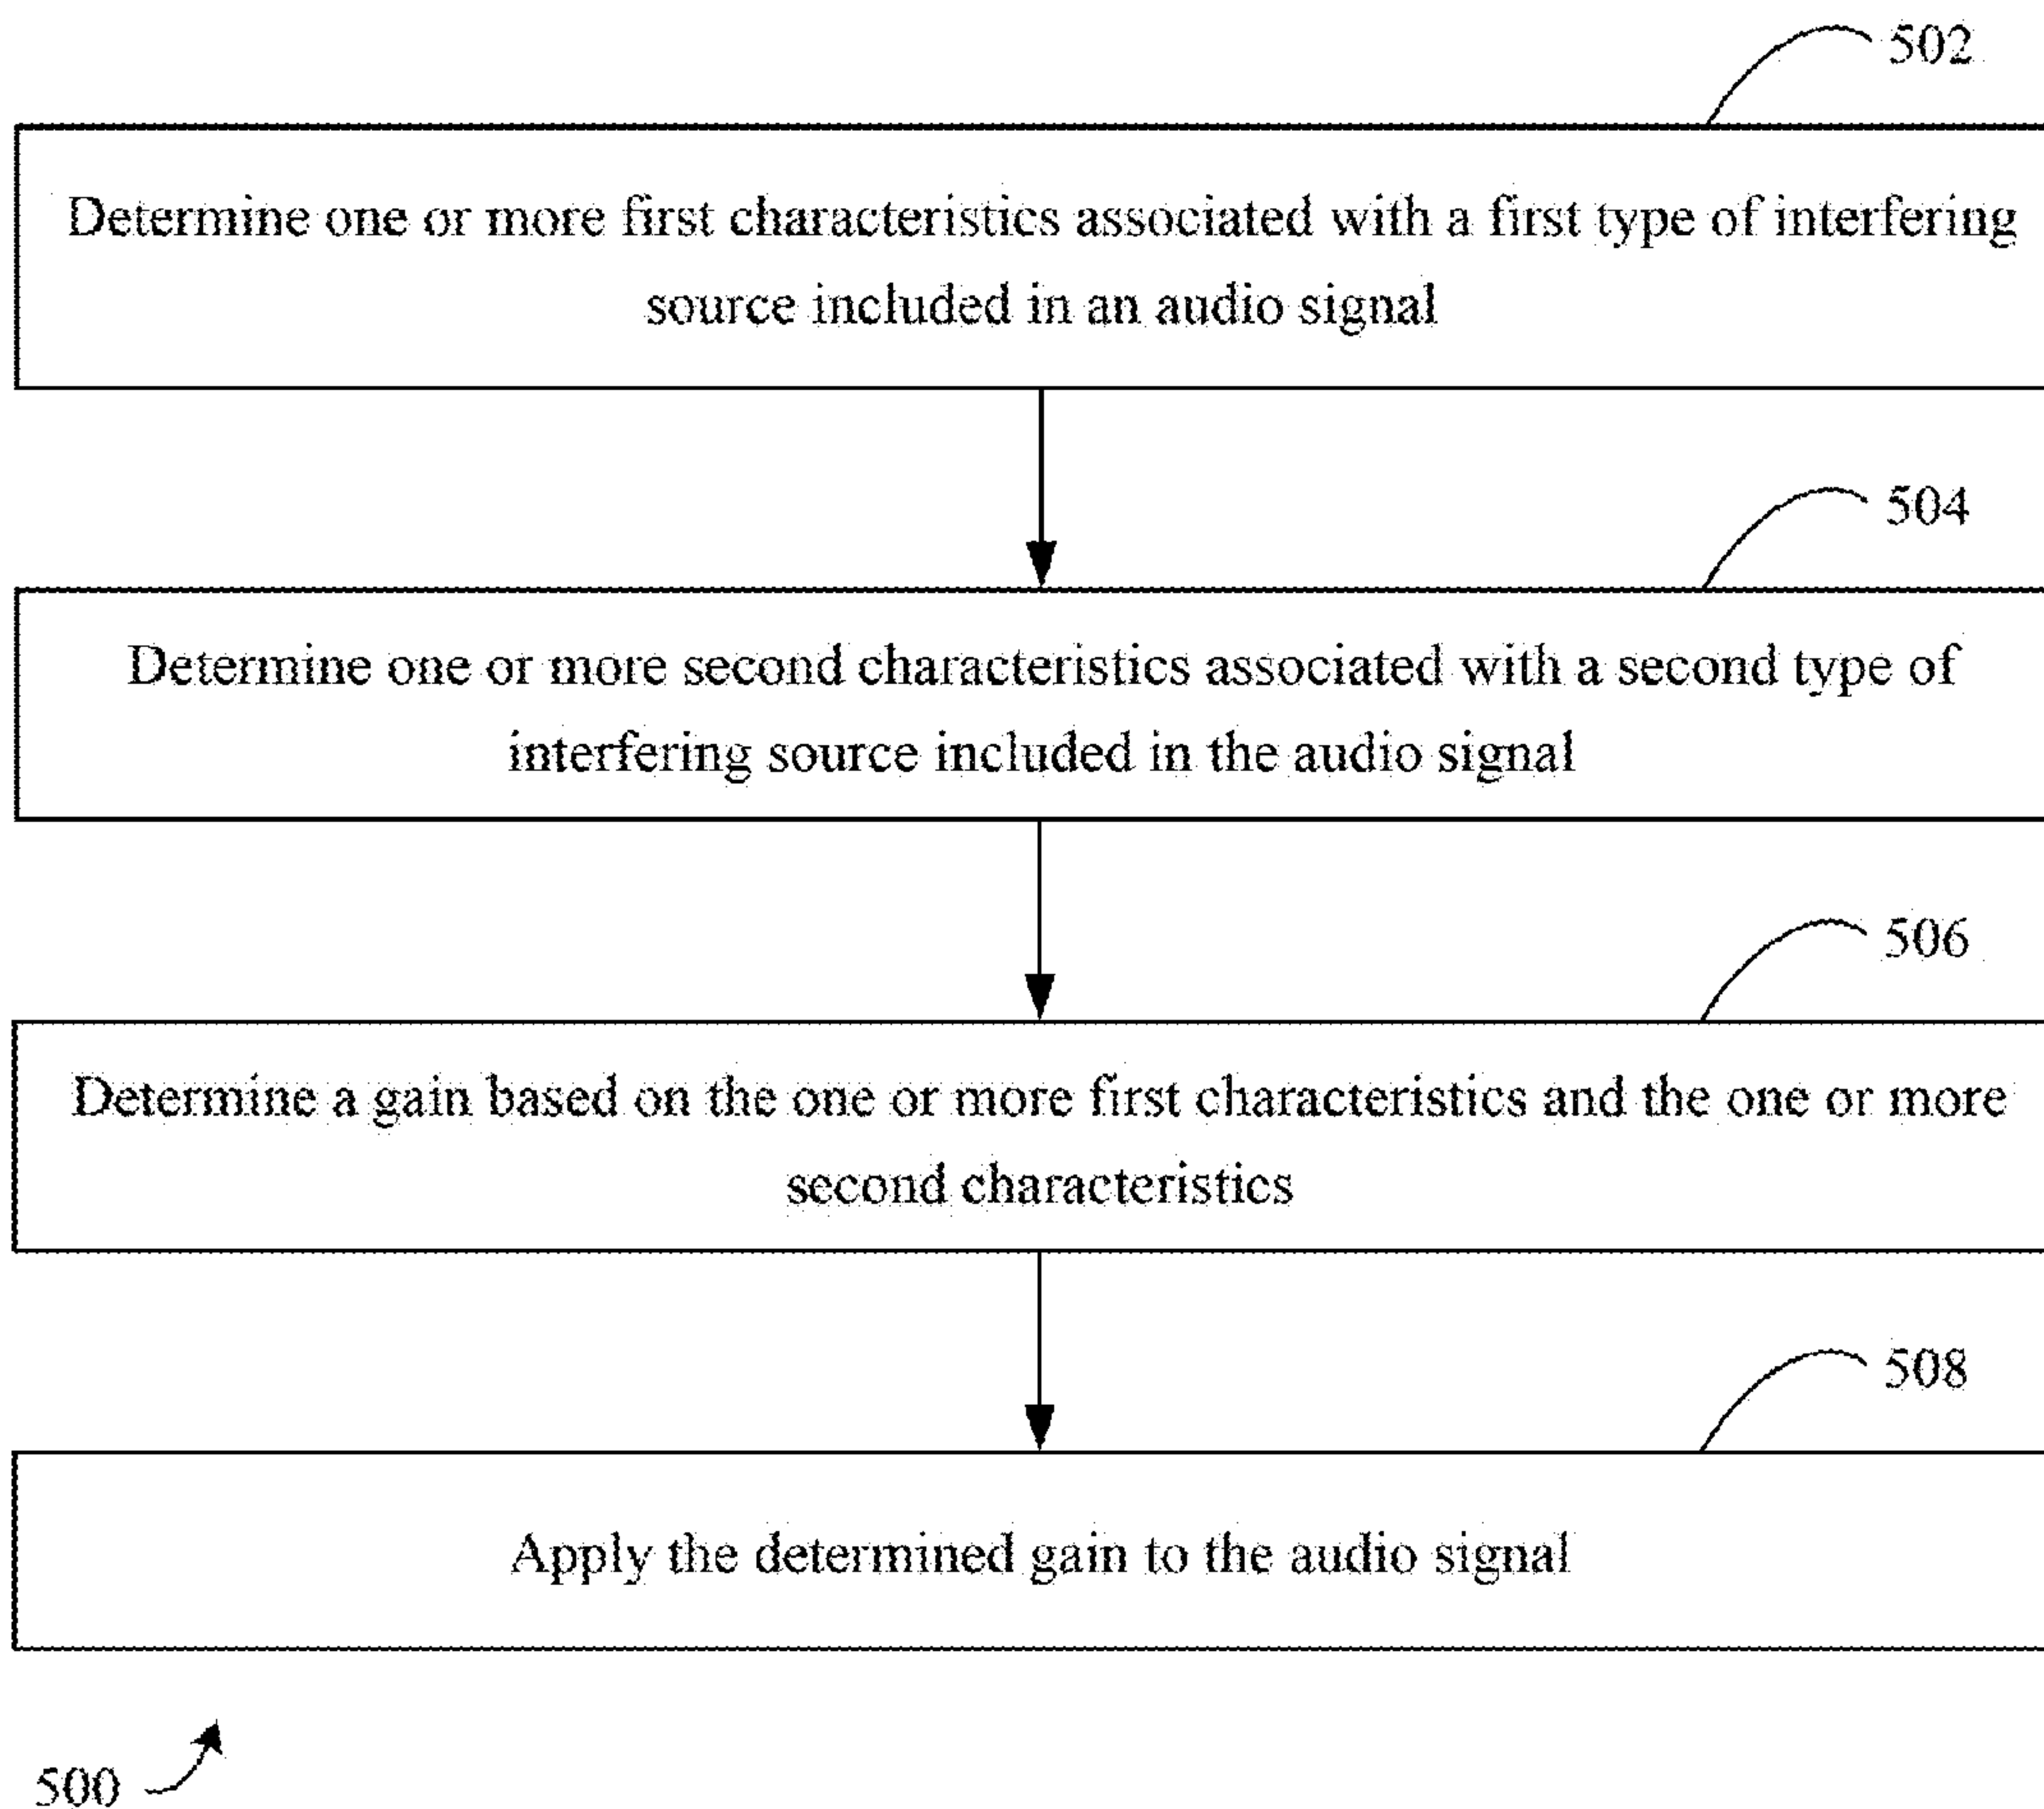 502
Determine one or more first characteristics associated with a first type of interfering
source included in an audio signal
504
Determine one or more second characteristics associated with a second type of
interfering source included in the audio signal
506
Determine a gain based on the one or more first characteristics and the one or more
second characteristics
508
Apply the determined gain to the audio signal
500